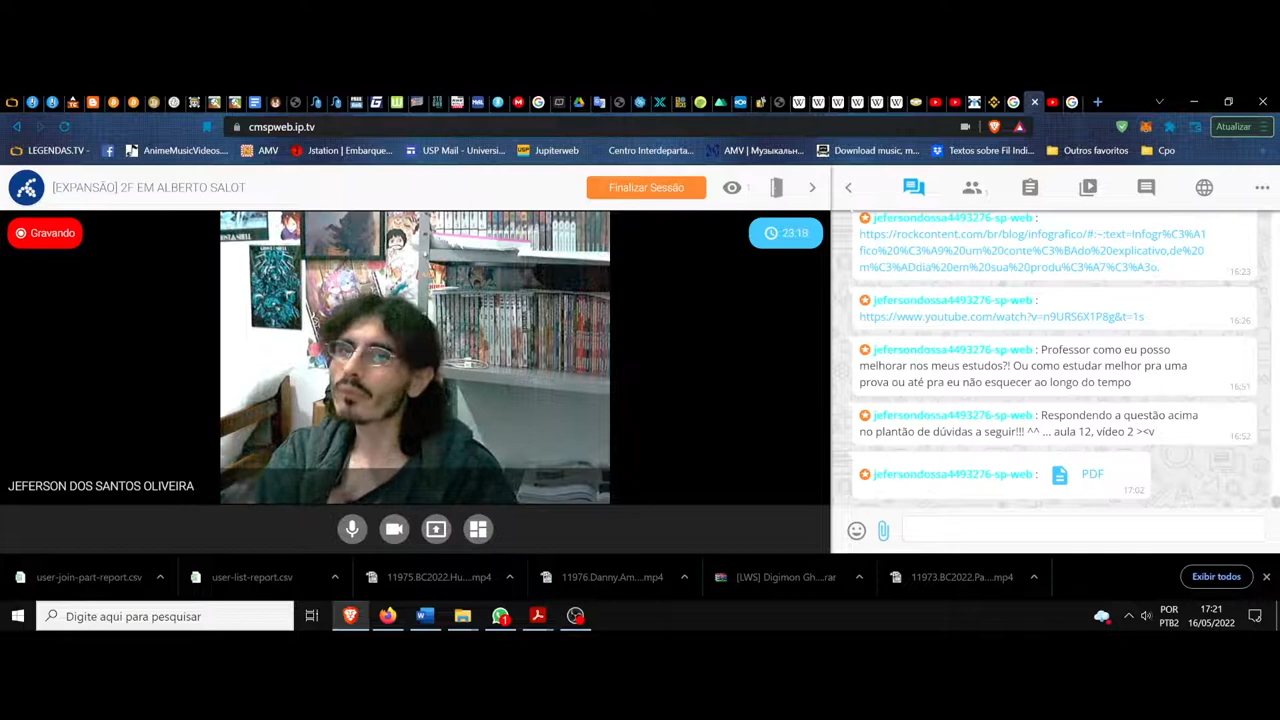 cmspweb.ip.tv
Atualizar
LEGENDAS.TV -
AnimeMusicVideos...
AMV
Jstation | Embarque...
USP Mail - Universi...
Jupiterweb
Centro Interdeparta...
AMV | Музыкальн...
Download music, m...
Textos sobre Fil Indi...
Outros favoritos
Cpo
[EXPANSÃO] 2F EM ALBERTO SALOT
Finalizar Sessão
1
1
Gravando
23:18
JEFERSON DOS SANTOS OLIVEIRA
jefersondossa4493276-sp-web :
https://rockcontent.com/br/blog/infografico/#:~:text=Infogr%C3%A1
fico%20%C3%A9%20um%20conte%C3%BAdo%20explicativo,de%20
m%C3%ADdia%20em%20sua%20produ%C3%A7%C3%A3o.
16:23
jefersondossa4493276-sp-web :
https://www.youtube.com/watch?v=n9URS6X1P8g&t=1s
16:26
jefersondossa4493276-sp-web : Professor como eu posso
melhorar nos meus estudos?! Ou como estudar melhor pra uma
prova ou até pra eu não esquecer ao longo do tempo
16:51
jefersondossa4493276-sp-web : Respondendo a questão acima
no plantão de dúvidas a seguir!!! ^^ ... aula 12, vídeo 2 ><v
16:52
jefersondossa4493276-sp-web : PDF
17:02
user-join-part-report.csv
user-list-report.csv
11975.BC2022.Hu....mp4
11976.Danny.Am....mp4
[LWS] Digimon Gh....rar
11973.BC2022.Pa....mp4
Exibir todos
Digite aqui para pesquisar
1
POR
PTB2
17:21
16/05/2022